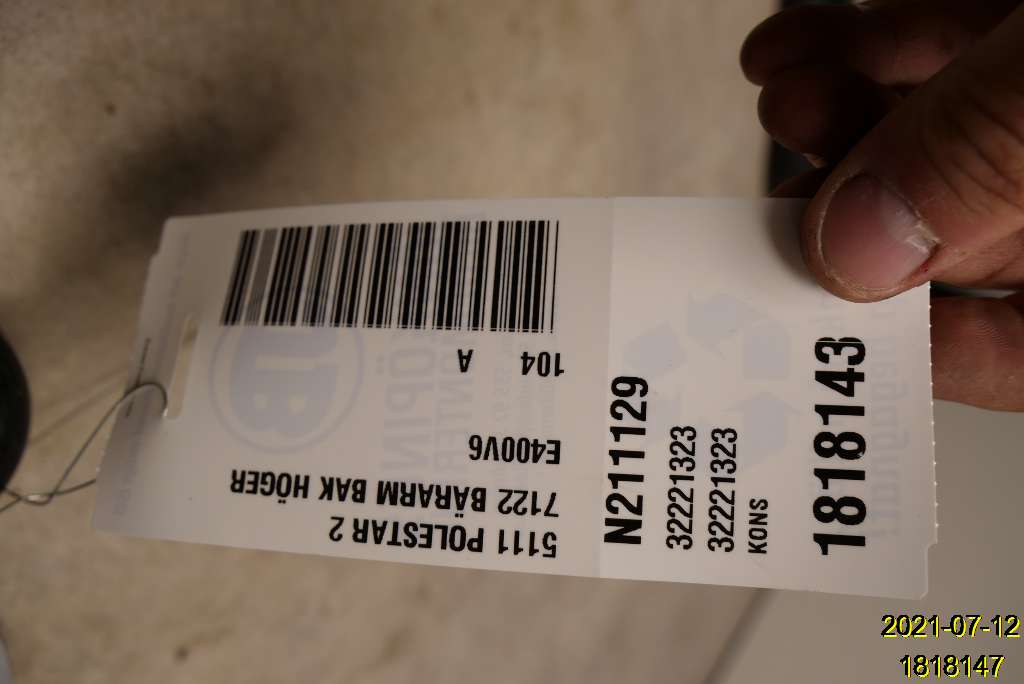 5111 POLESTAR 2
7122 BÄRARM BAK HÖGER
E400V6
104 A
N211129
32221323
32221323
KONS
1818143
2021-07-12
1818147